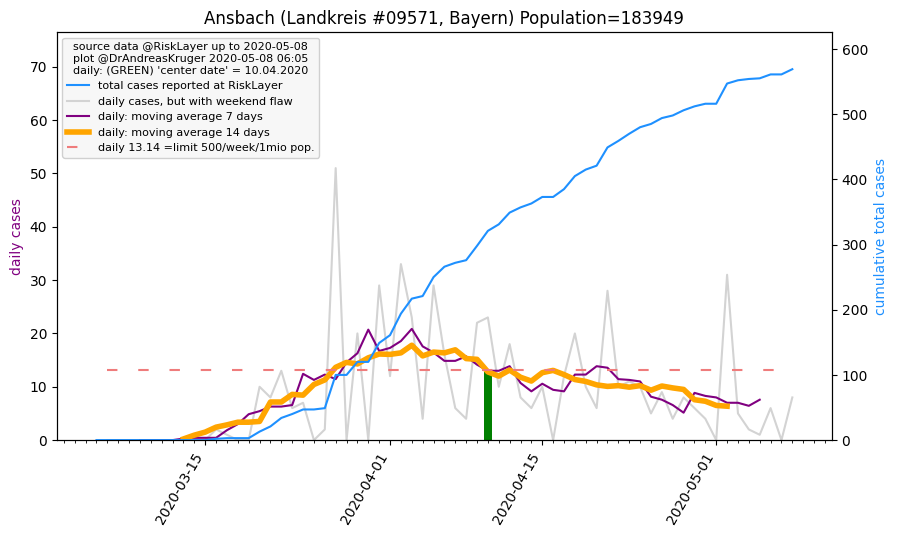 Ansbach (Landkreis #09571, Bayern) Population=183949
source data @RiskLayer up to 2020-05-08
plot @DrAndreasKruger 2020-05-08 06:05
daily: (GREEN) 'center date' = 10.04.2020
total cases reported at RiskLayer
daily cases, but with weekend flaw
daily: moving average 7 days
daily: moving average 14 days
daily 13.14 =limit 500/week/1mio pop.
daily cases
70
60
50
40
30
20
10
0
600
500
400
300
200
100
0
cumulative total cases
2020-03-15
2020-04-01
2020-04-15
2020-05-01